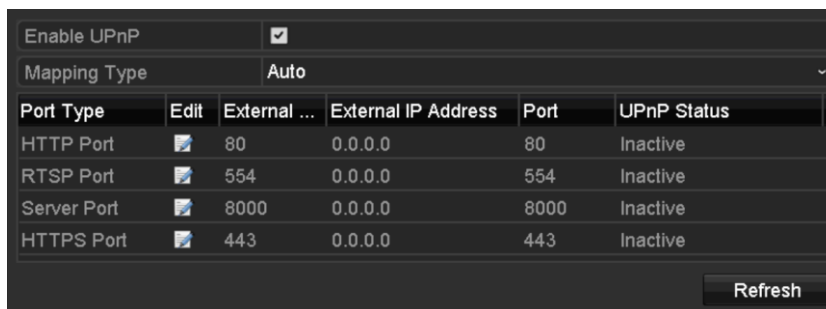 Enable UPnP
Mapping Type Auto
Port Type Edit External ... External IP Address Port UPnP Status
HTTP Port 80 0.0.0.0 80 Inactive
RTSP Port 554 0.0.0.0 554 Inactive
Server Port 8000 0.0.0.0 8000 Inactive
HTTPS Port 443 0.0.0.0 443 Inactive
Refresh